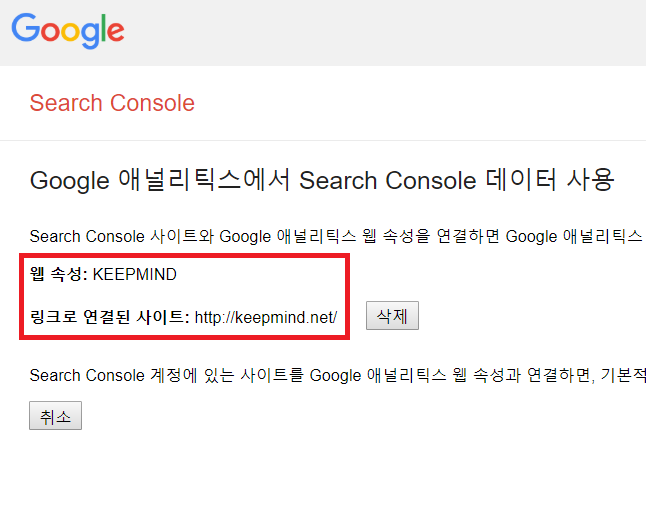 Google
Search Console
Google 애널리틱스에서 Search Console 데이터 사용
Search Console 사이트와 Google 애널리틱스 웹 속성을 연결하면 Google 애널리틱스
웹 속성: KEEPMIND
링크로 연결된 사이트: http://keepmind.net/ 삭제
Search Console 계정에 있는 사이트를 Google 애널리틱스 웹 속성과 연결하면, 기본적
취소